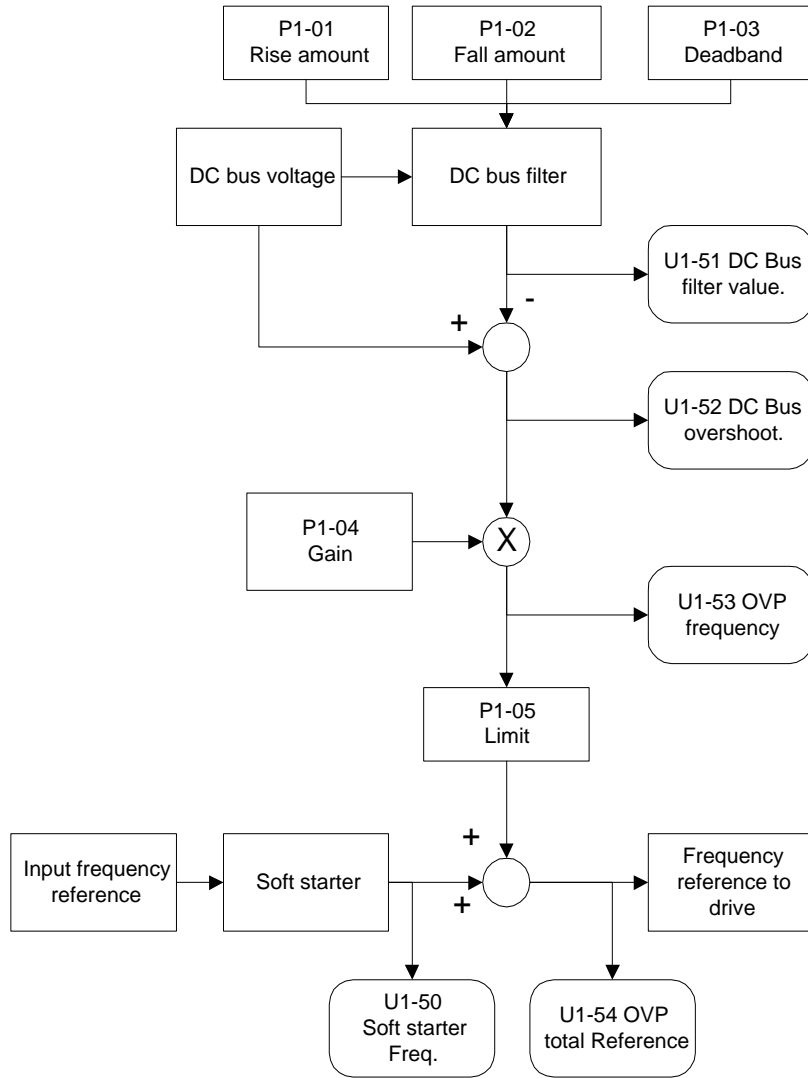 P1-01
Rise amount
P1-02
Fall amount
P1-03
Deadband
DC bus voltage
DC bus filter
U1-51 DC Bus
filter value.
-
+
U1-52 DC Bus
overshoot.
P1-04
Gain
X
U1-53 OVP
frequency
P1-05
Limit
+
Input frequency
reference
Soft starter
+
Frequency
reference to
drive
U1-50
Soft starter
Freq.
U1-54 OVP
total Reference